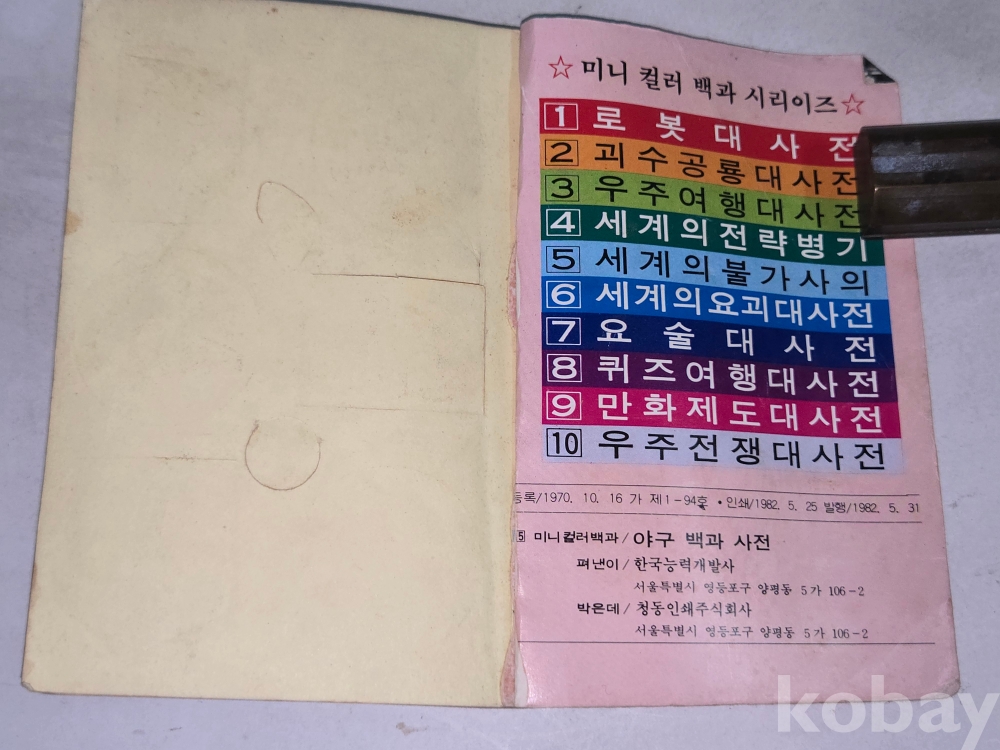 ☆ 미니 컬러 백과 시리이즈 ☆
1 로봇대사전
2 괴수공룡대사전
3 우주여행대사전
4 세계의전략병기
5 세계의불가사의
6 세계의요괴대사전
7 요술대사전
8 퀴즈여행대사전
9 만화제도대사전
10 우주전쟁대사전
등록/1970. 10. 16 가 제1-94호 • 인쇄/1982. 5. 25 발행/1982. 5. 31
5 미니컬러백과/야구 백과 사전
펴낸이/한국능력개발사
서울특별시 영등포구 양평동 5가 106-2
박은데/청동인쇄주식회사
서울특별시 영등포구 양평동 5가 106-2
kobay